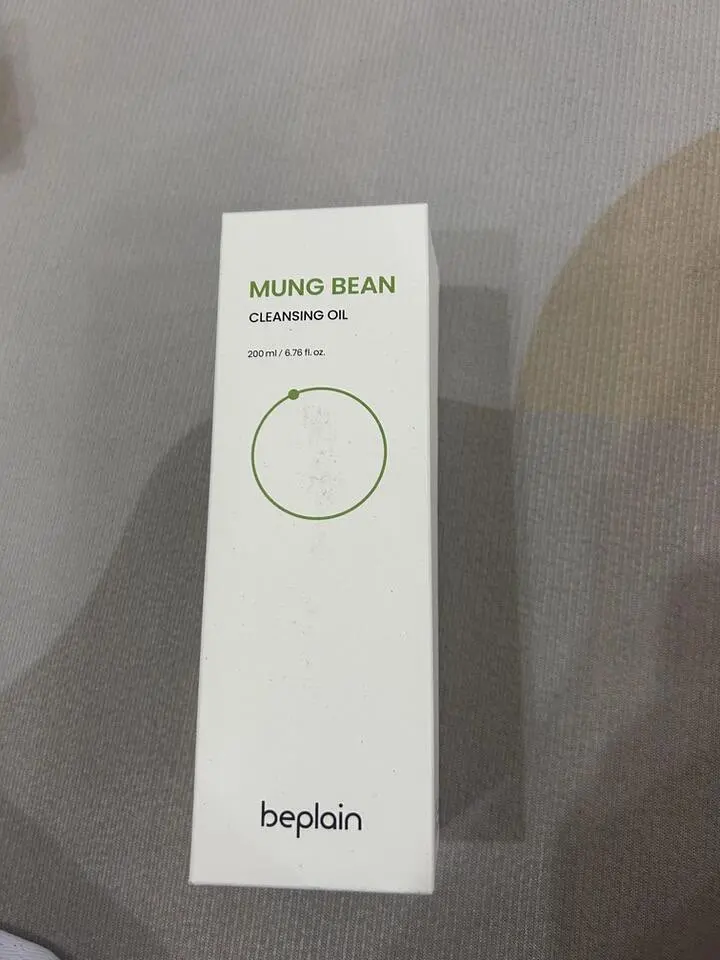 MUNG BEAN
CLEANSING OIL
200 ml / 6.76 fl. oz.
beplain